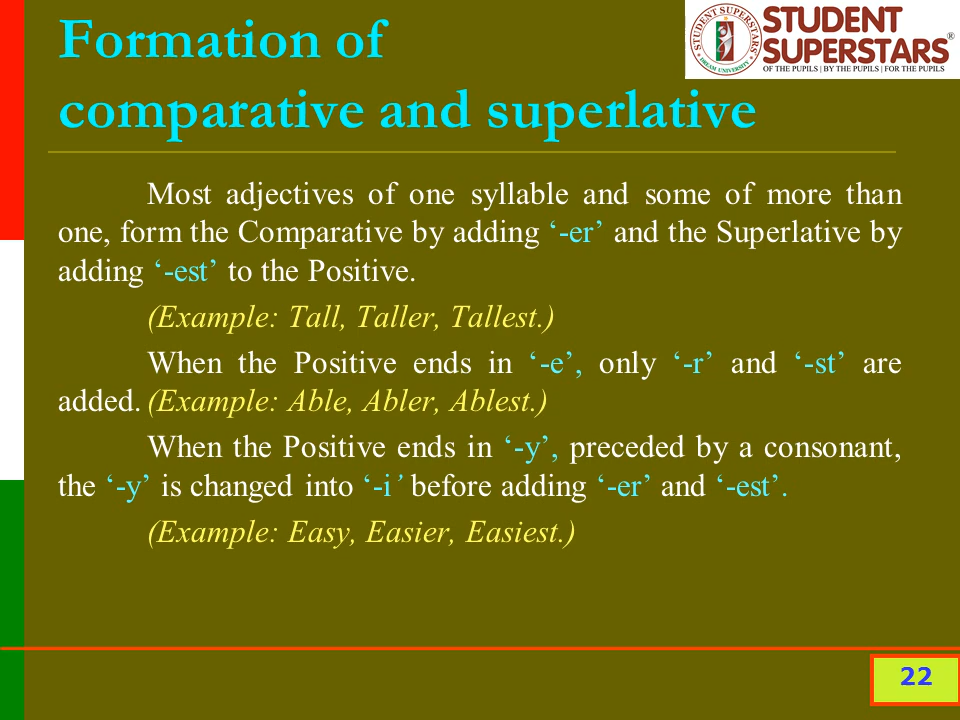 Formation of
comparative and superlative
STUDENT SUPERSTARS
DREAM UNIVERSITY
STUDENT
SUPERSTARS®
OF THE PUPILS | BY THE PUPILS | FOR THE PUPILS
Most adjectives of one syllable and some of more than
one, form the Comparative by adding ‘-er’ and the Superlative by
adding ‘-est’ to the Positive.
(Example: Tall, Taller, Tallest.)
When the Positive ends in ‘-e’, only ‘-r’ and ‘-st’ are
added. (Example: Able, Abler, Ablest.)
When the Positive ends in ‘-y’, preceded by a consonant,
the ‘-y’ is changed into ‘-i’ before adding ‘-er’ and ‘-est’.
(Example: Easy, Easier, Easiest.)
22